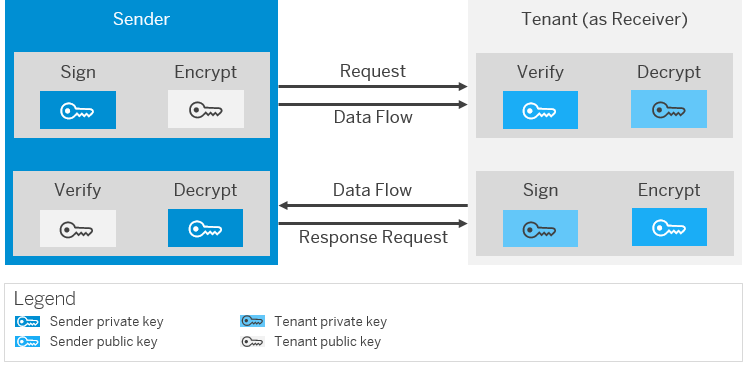 Sender
Tenant (as Receiver)
Sign Encrypt
Request
Verify Decrypt
Data Flow
Verify Decrypt
Data Flow
Sign Encrypt
Response Request
Legend
Sender private key
Tenant private key
Sender public key
Tenant public key